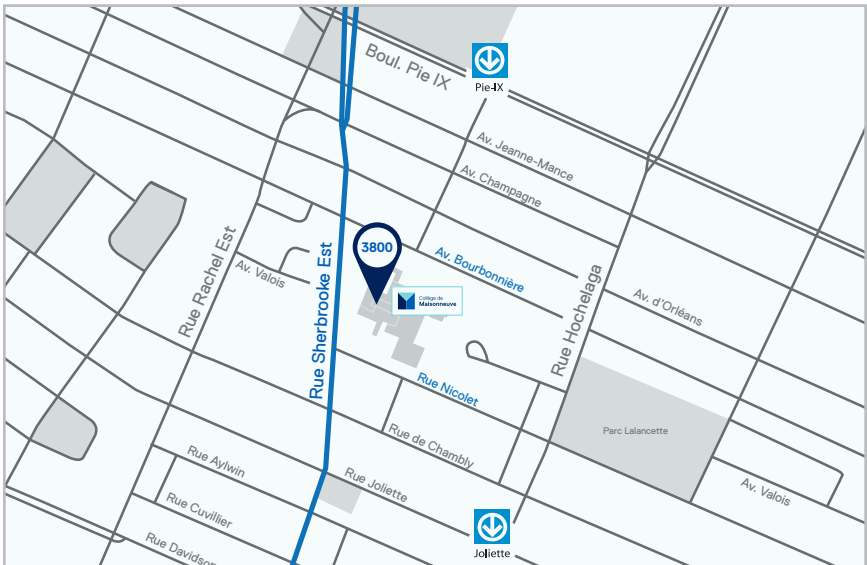 Boul. Pie IX
Pie-IX
Av. Jeanne-Mance
Av. Champagne
3800
Av. Bourbonnière
Rue Rachel Est
Av. Valois
Rue Sherbrooke Est
Collège de
Maisonneuve
Av. d'Orléans
Rue Hochelaga
Rue Nicolet
Parc Lalancette
Rue de Chambly
Rue Aylwin
Rue Joliette
Av. Valois
Rue Cuvillier
Rue Davidson
Joliette